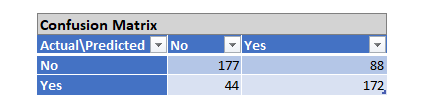 Confusion Matrix
Actual\Predicted No Yes
No 177 88
Yes 44 172